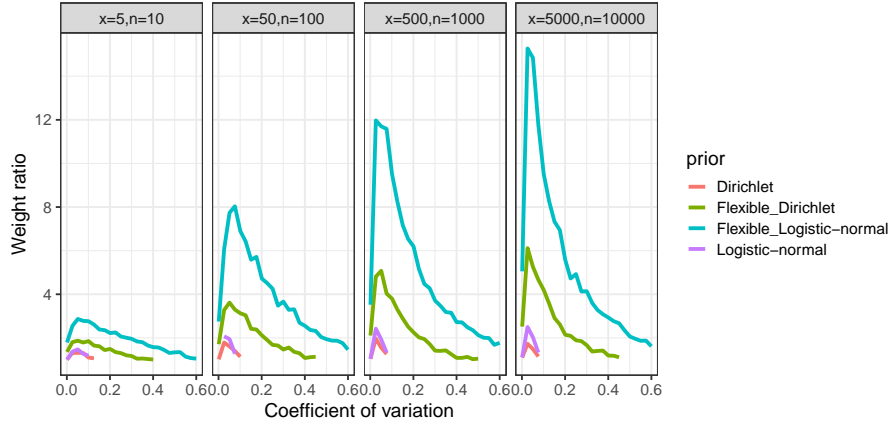 x=5,n=10
x=50,n=100
x=500,n=1000
x=5000,n=10000
Weight ratio
12
8
4
0.0 0.2 0.4 0.6
0.0 0.2 0.4 0.6
0.0 0.2 0.4 0.6
0.0 0.2 0.4 0.6
Coefficient of variation
prior
Dirichlet
Flexible_Dirichlet
Flexible_Logistic−normal
Logistic−normal